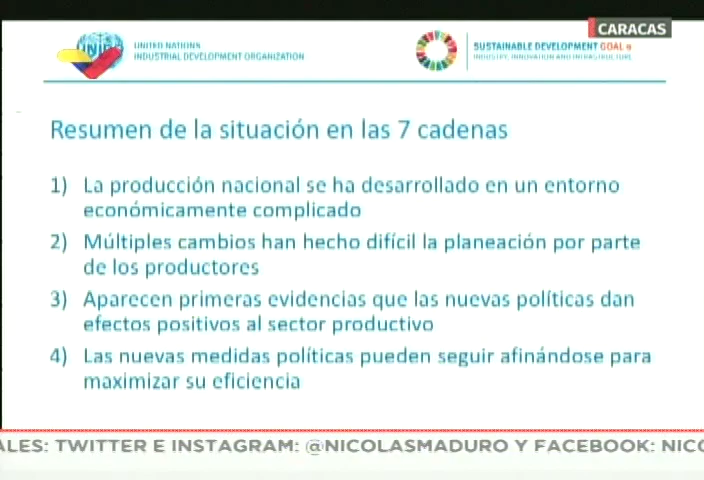 CARACAS
UNIDO
UNITED NATIONS
INDUSTRIAL DEVELOPMENT ORGANIZATION
SUSTAINABLE DEVELOPMENT GOAL 9
INDUSTRY, INNOVATION AND INFRASTRUCTURE
Resumen de la situación en las 7 cadenas
1) La producción nacional se ha desarrollado en un entorno
económicamente complicado
2) Múltiples cambios han hecho difícil la planeación por parte
de los productores
3) Aparecen primeras evidencias que las nuevas políticas dan
efectos positivos al sector productivo
4) Las nuevas medidas políticas pueden seguir afinándose para
maximizar su eficiencia
ALES: TWITTER E INSTAGRAM: @NICOLASMADURO Y FACEBOOK: NICO